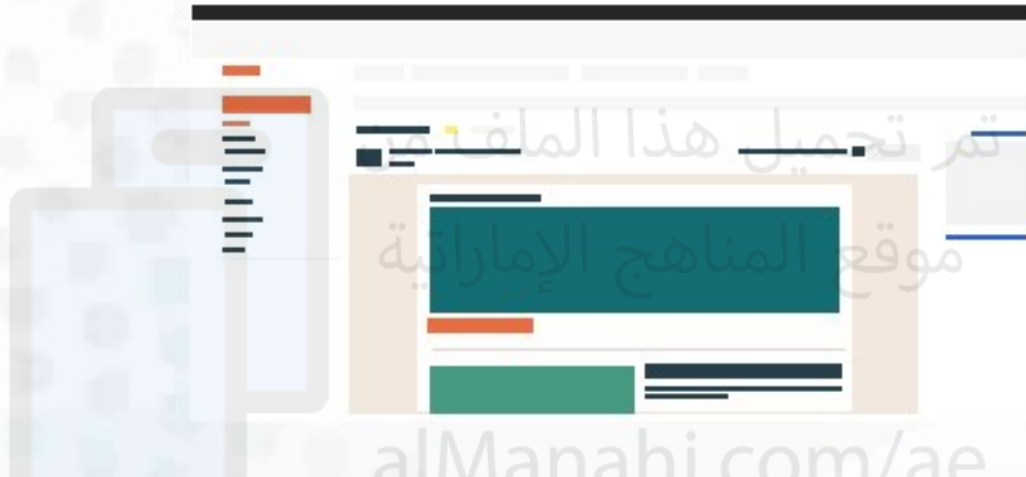 تم تحميل هذا الملف من
موقع المناهج الإماراتية
alManahj.com/ae